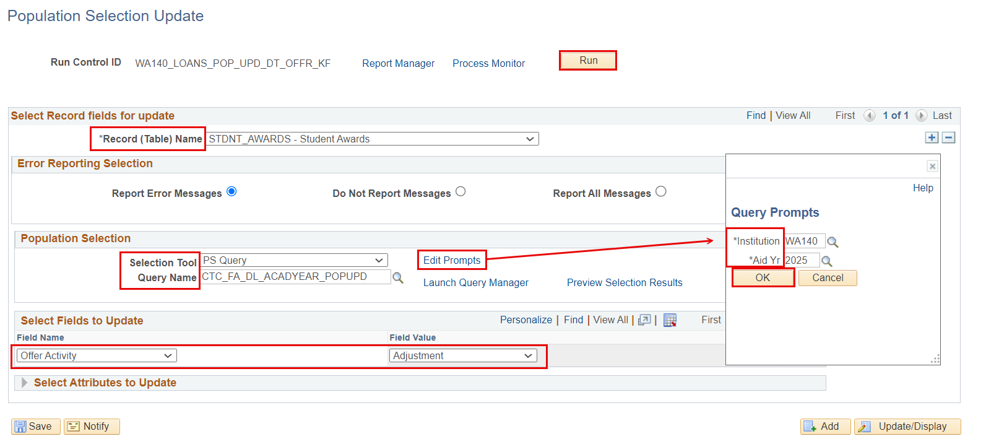 Population Selection Update
Run Control ID WA140_LOANS_POP_UPD_DT_OFFR_KF Report Manager Process Monitor Run
Select Record fields for update Find | View All First 1 of 1 Last
*Record (Table) Name STDNT_AWARDS - Student Awards
Error Reporting Selection
Report Error Messages Do Not Report Messages Report All Messages
Population Selection
Selection Tool PS Query Edit Prompts
Query Name CTC_FA_DL_ACADYEAR_POPUPD
Launch Query Manager Preview Selection Results
Select Fields to Update Personalize | Find | View All | | First
Field Name Field Value
Offer Activity Adjustment
Select Attributes to Update
Help
Query Prompts
*Institution WA140
*Aid Yr 2025
OK Cancel
Save Notify Add Update/Display